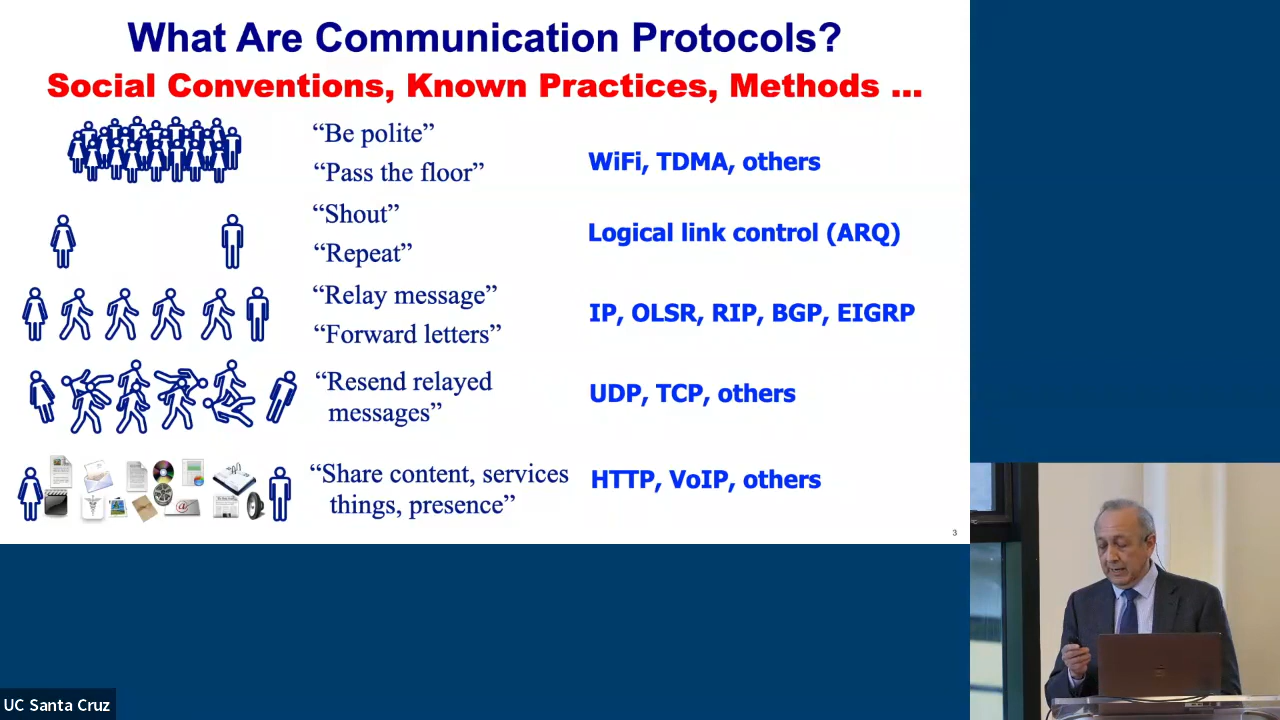 What Are Communication Protocols?
Social Conventions, Known Practices, Methods ...
“Be polite”
“Pass the floor”
WiFi, TDMA, others
“Shout”
“Repeat”
Logical link control (ARQ)
“Relay message”
“Forward letters”
IP, OLSR, RIP, BGP, EIGRP
“Resend relayed
messages”
UDP, TCP, others
“Share content, services
things, presence”
HTTP, VoIP, others
3
UC Santa Cruz